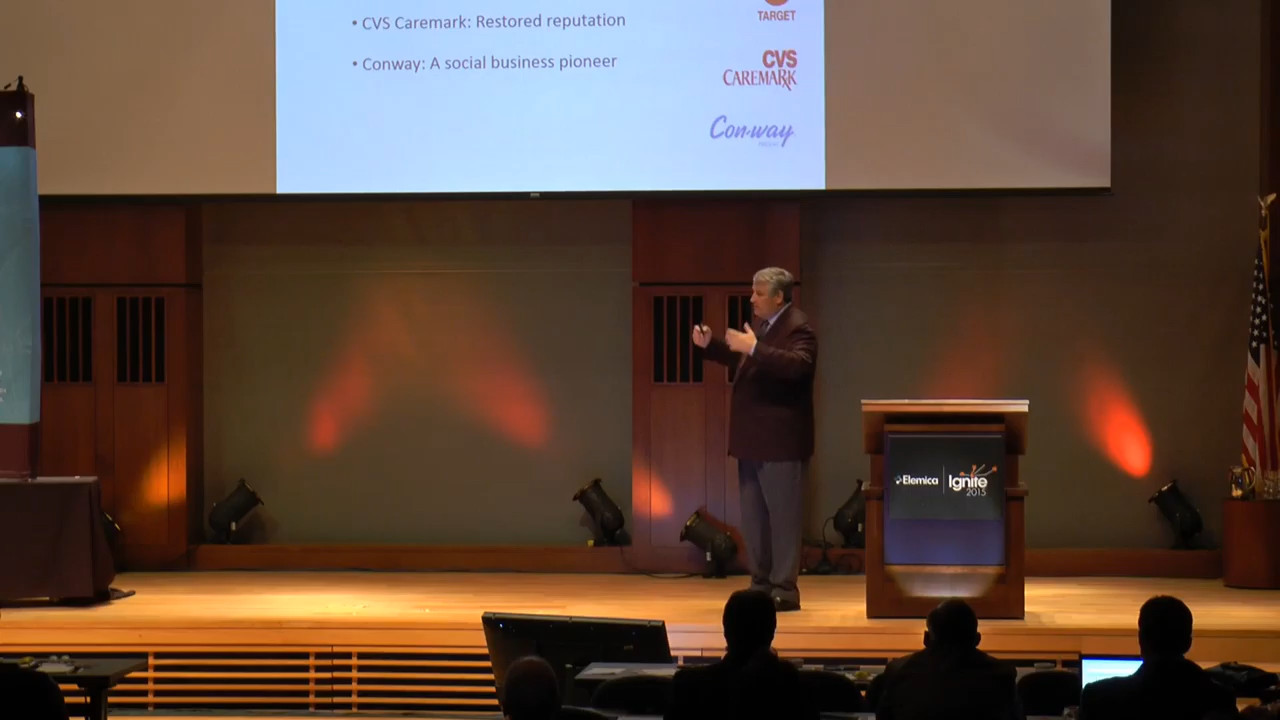 • CVS Caremark: Restored reputation
• Conway: A social business pioneer
TARGET
CVS
CAREMARK
Con-way
Elemica
Ignite
2015